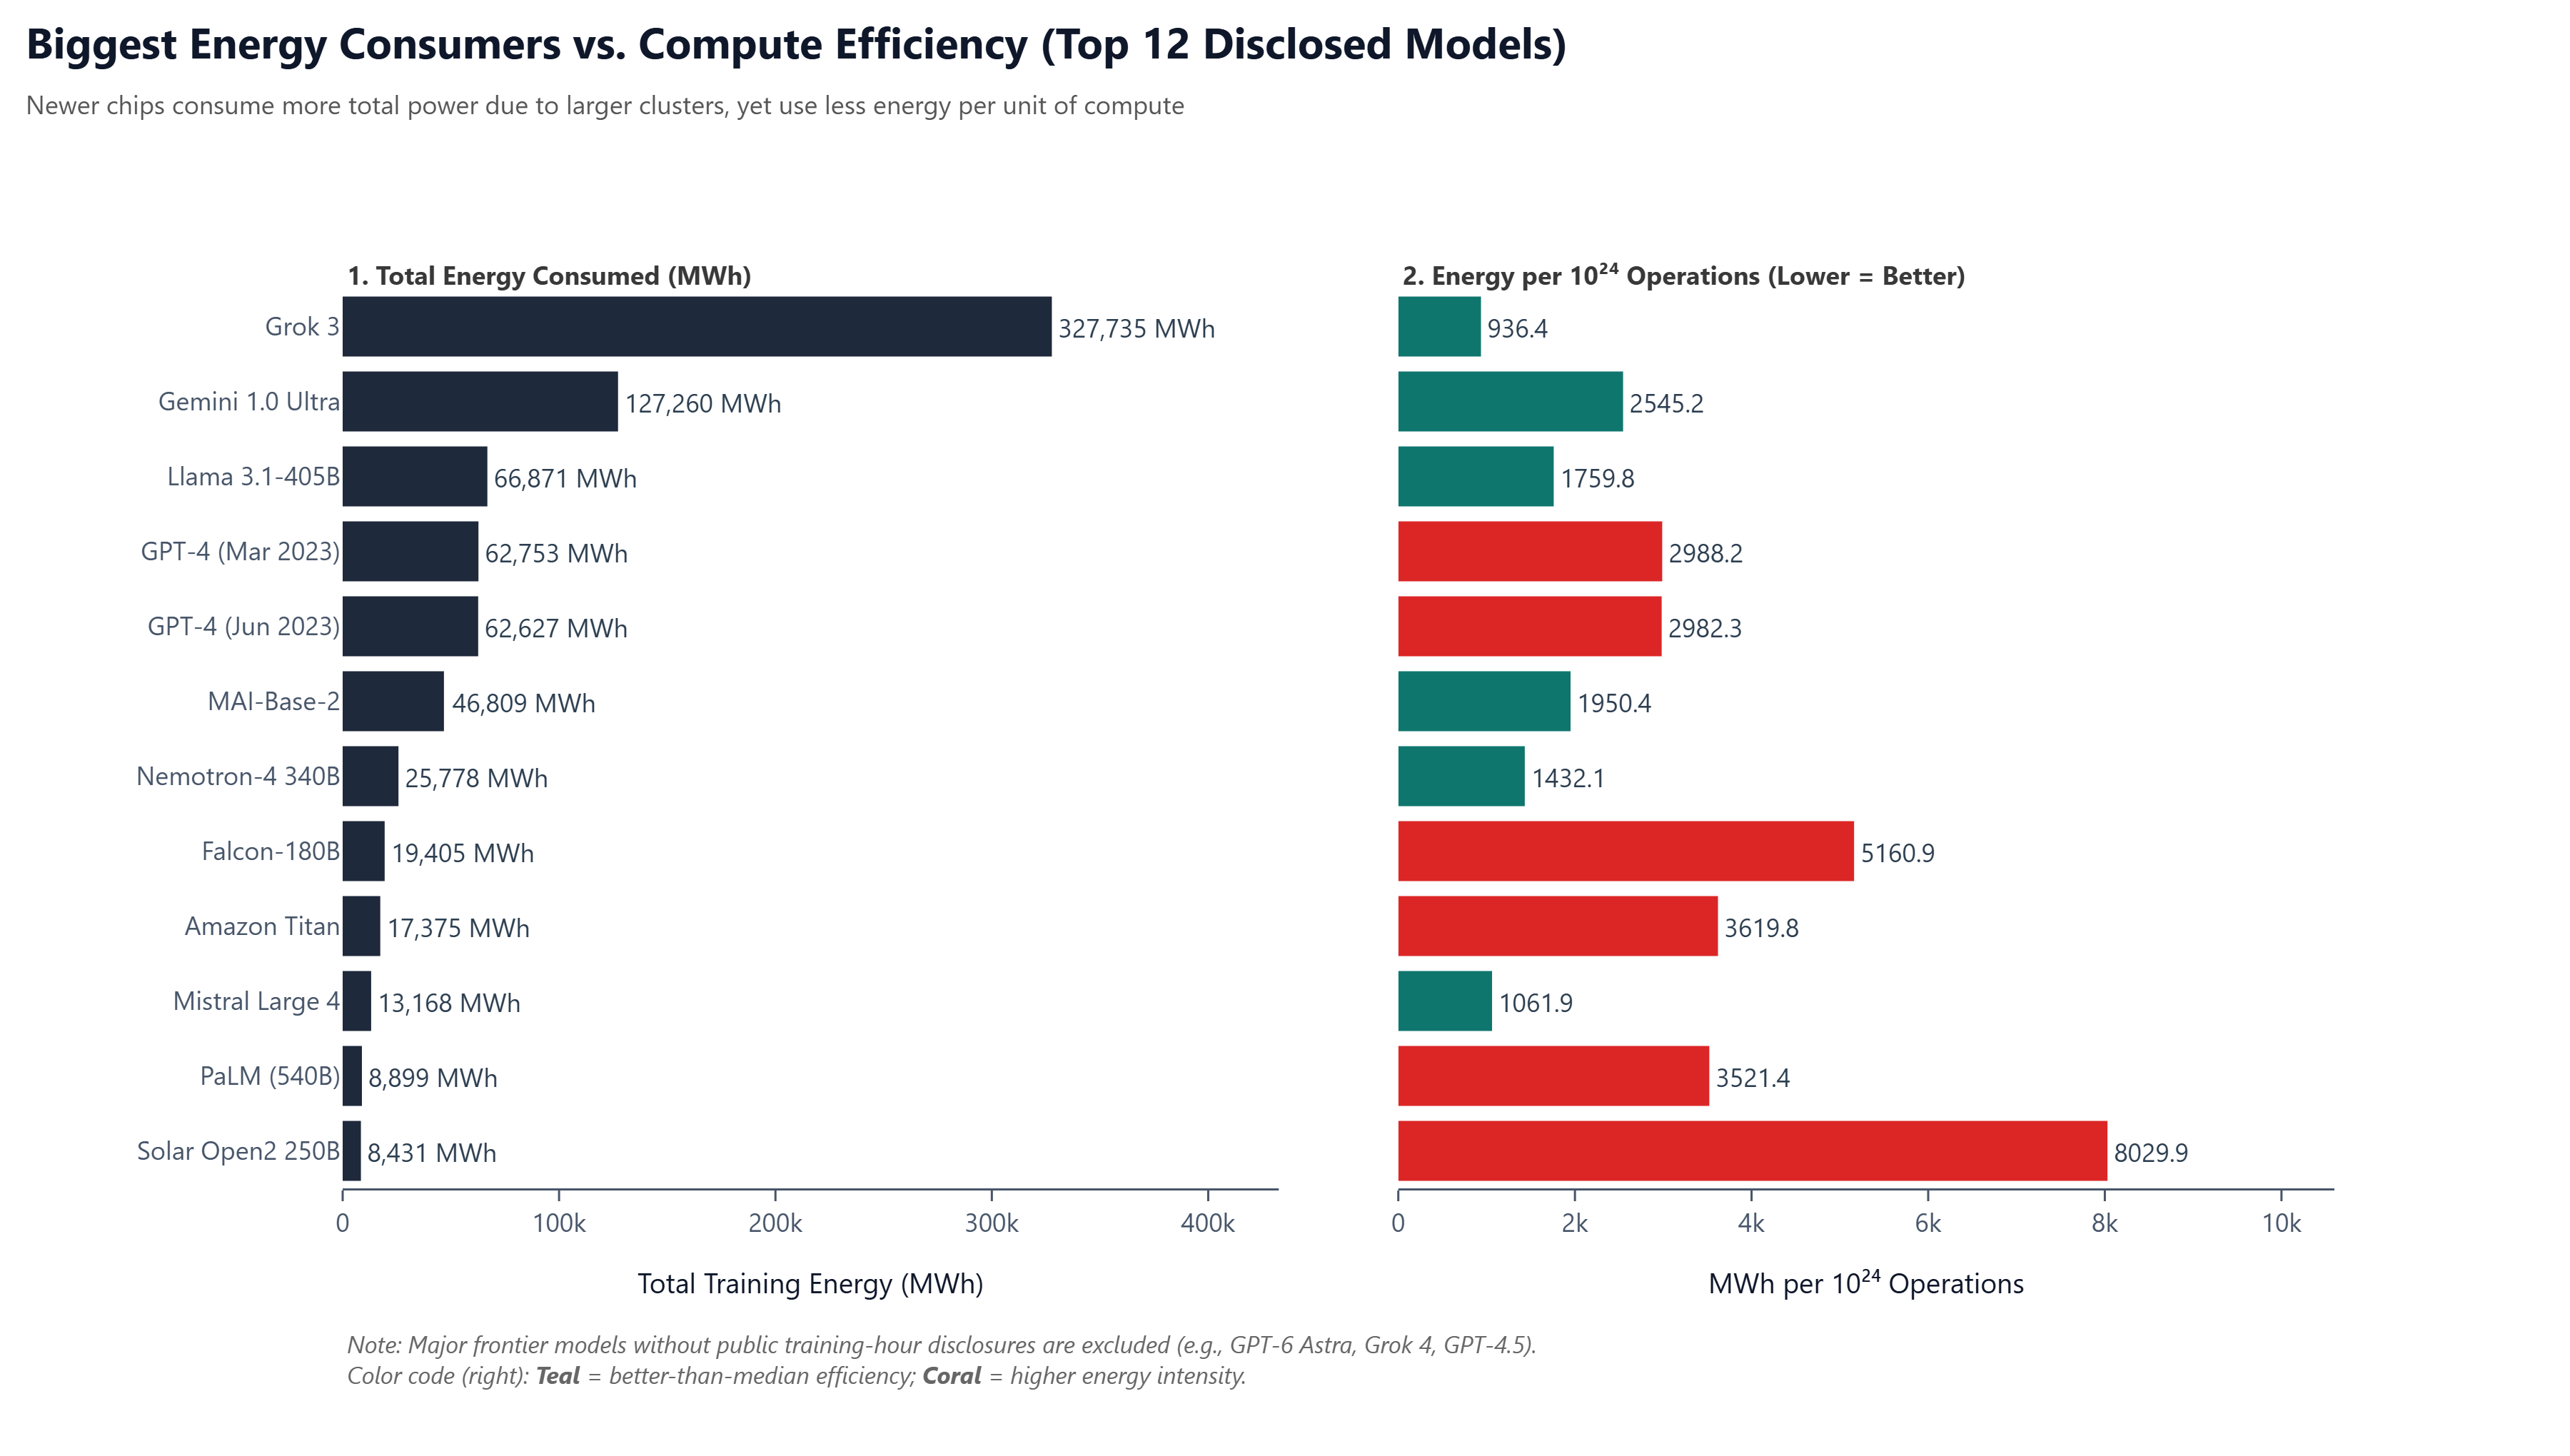 Biggest Energy Consumers vs. Compute Efficiency (Top 12 Disclosed Models)
Newer chips consume more total power due to larger clusters, yet use less energy per unit of compute
1. Total Energy Consumed (MWh)
Grok 3 327,735 MWh
Gemini 1.0 Ultra 127,260 MWh
Llama 3.1-405B 66,871 MWh
GPT-4 (Mar 2023) 62,753 MWh
GPT-4 (Jun 2023) 62,627 MWh
MAI-Base-2 46,809 MWh
Nemotron-4 340B 25,778 MWh
Falcon-180B 19,405 MWh
Amazon Titan 17,375 MWh
Mistral Large 4 13,168 MWh
PaLM (540B) 8,899 MWh
Solar Open2 250B 8,431 MWh
0 100k 200k 300k 400k
Total Training Energy (MWh)
2. Energy per 10²⁴ Operations (Lower = Better)
936.4
2545.2
1759.8
2988.2
2982.3
1950.4
1432.1
5160.9
3619.8
1061.9
3521.4
8029.9
0 2k 4k 6k 8k 10k
MWh per 10²⁴ Operations
Note: Major frontier models without public training-hour disclosures are excluded (e.g., GPT-6 Astra, Grok 4, GPT-4.5).
Color code (right): Teal = better-than-median efficiency; Coral = higher energy intensity.